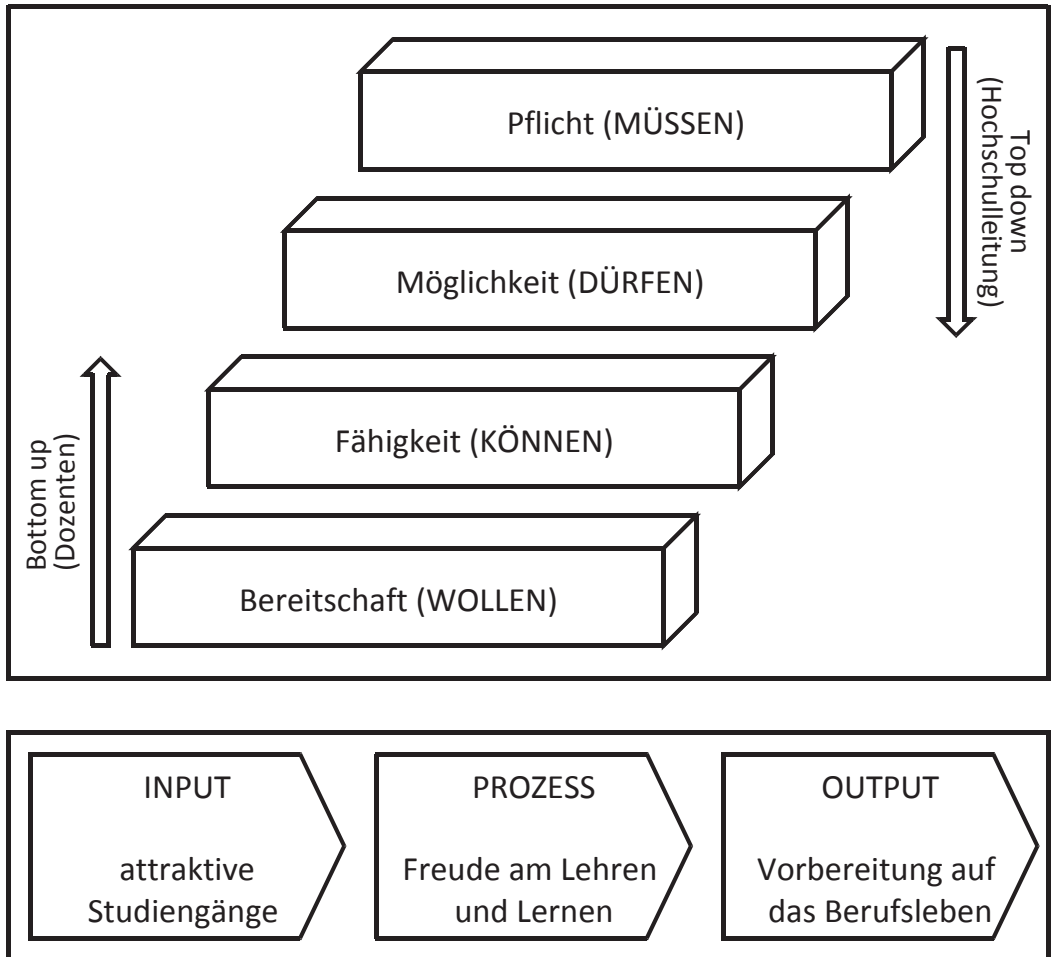 Pflicht (MÜSSEN)
Top down
(Hochschulleitung)
Möglichkeit (DÜRFEN)
Fähigkeit (KÖNNEN)
Bottom up
(Dozenten)
Bereitschaft (WOLLEN)
INPUT
attraktive
Studiengänge
PROZESS
Freude am Lehren
und Lernen
OUTPUT
Vorbereitung auf
das Berufsleben